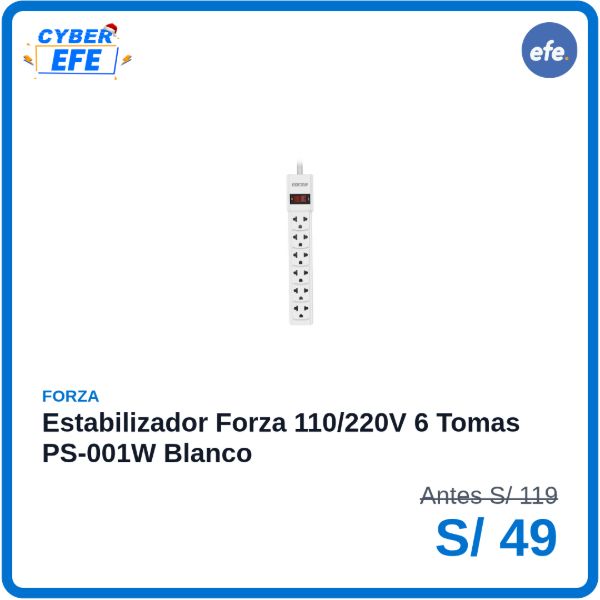 CYBER
EFE
efe.
FORZA
Estabilizador Forza 110/220V 6 Tomas
PS-001W Blanco
Antes S/ 119
S/ 49